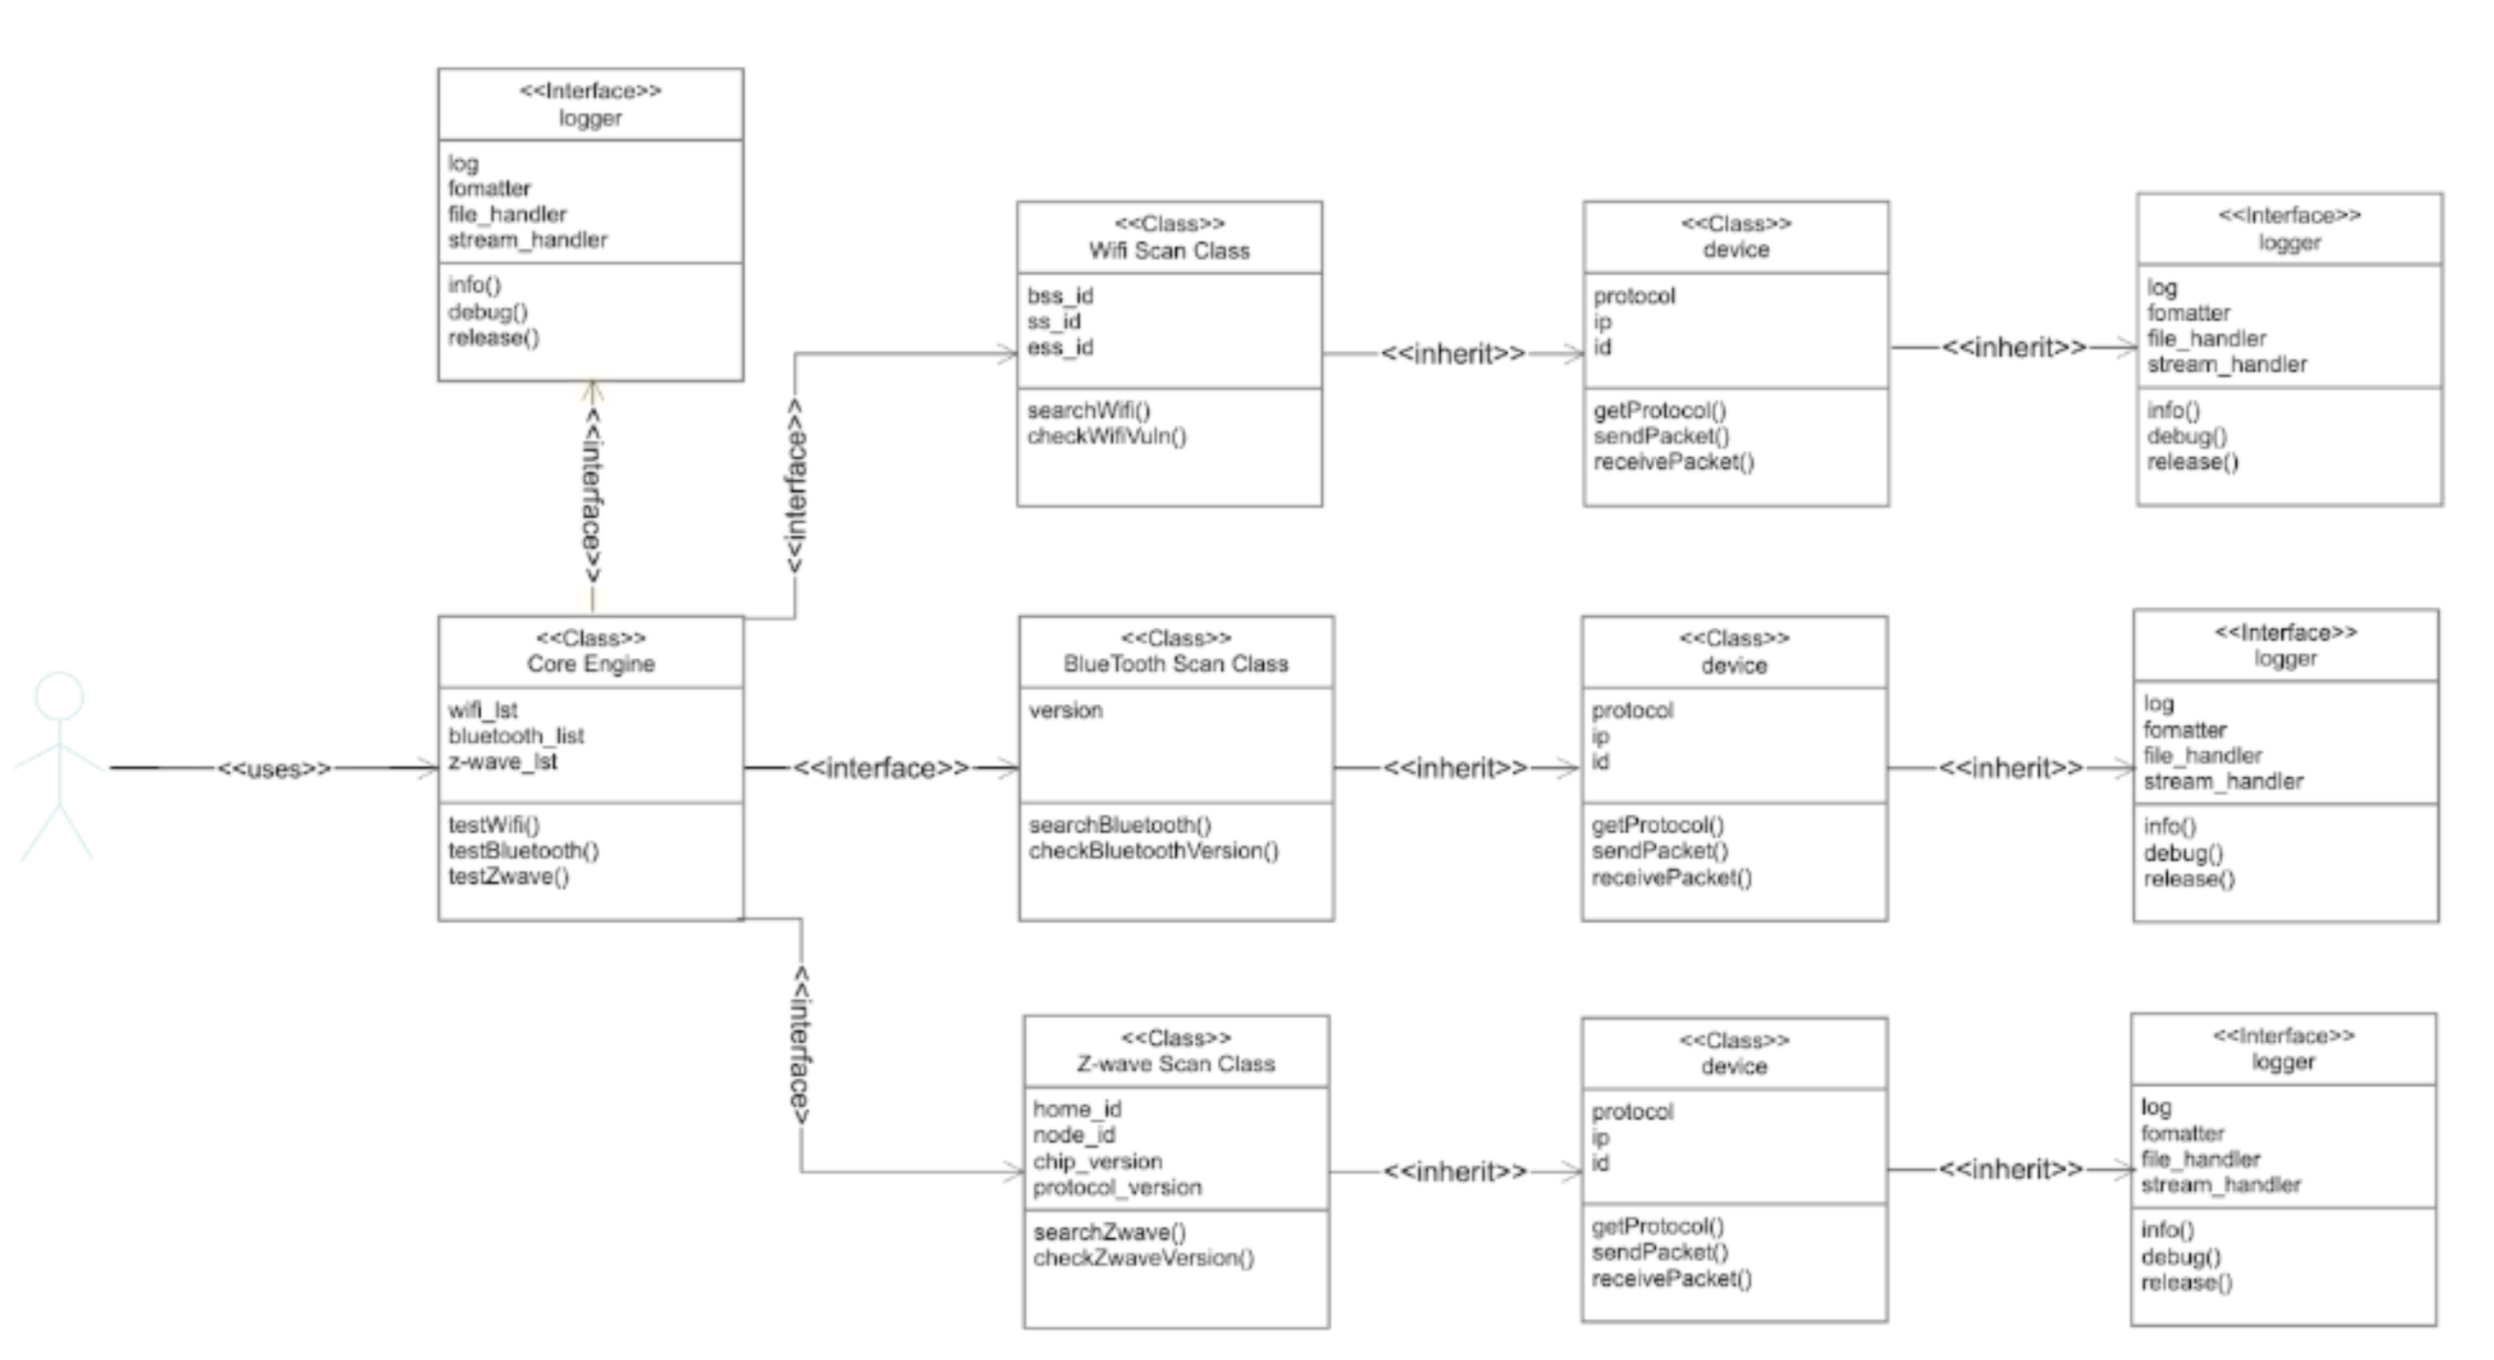 <<Interface>>
logger
log
fomatter
file_handler
stream_handler
info()
debug()
release()
<<interface>>
<<interface>>
<<Class>>
Wifi Scan Class
bss_id
ss_id
ess_id
searchWifi()
checkWifiVuln()
<<inherit>>
<<Class>>
device
protocol
ip
id
getProtocol()
sendPacket()
receivePacket()
<<inherit>>
<<Interface>>
logger
log
fomatter
file_handler
stream_handler
info()
debug()
release()
<<uses>>
<<Class>>
Core Engine
wifi_lst
bluetooth_list
z-wave_lst
testWifi()
testBluetooth()
testZwave()
<<interface>>
<<Class>>
BlueTooth Scan Class
version
searchBluetooth()
checkBluetoothVersion()
<<inherit>>
<<Class>>
device
protocol
ip
id
getProtocol()
sendPacket()
receivePacket()
<<inherit>>
<<Interface>>
logger
log
fomatter
file_handler
stream_handler
info()
debug()
release()
<<interface>
<<Class>>
Z-wave Scan Class
home_id
node_id
chip_version
protocol_version
searchZwave()
checkZwaveVersion()
<<inherit>>
<<Class>>
device
protocol
ip
id
getProtocol()
sendPacket()
receivePacket()
<<inherit>>
<<Interface>>
logger
log
fomatter
file_handler
stream_handler
info()
debug()
release()